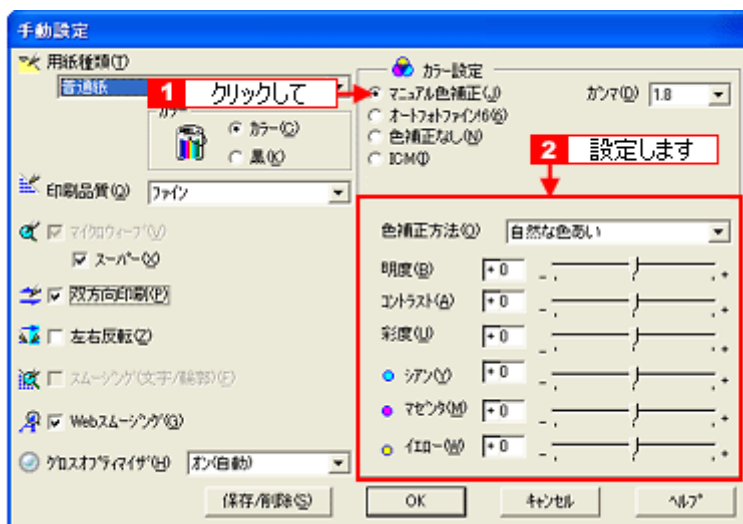 手動設定
用紙種類(T)
普通紙
1 クリックして
カラー
カラー(C)
黒(K)
印刷品質(Q) ファイン
マイクロウィーブ(V)
スーパー(X)
双方向印刷(P)
左右反転(Z)
スムージング(文字/輪郭)(F)
Webスムージング(G)
グロスオプティマイザ(H) オン(自動)
保存/削除(S)
カラー設定
マニュアル色補正(J) ガンマ(D) 1.8
オートフォトファイン!6(6)
色補正なし(N)
ICM(I)
2 設定します
色補正方法(O) 自然な色あい
明度(B) +0 - +
コントラスト(A) +0 - +
彩度(U) +0 - +
シアン(Y) +0 - +
マゼンタ(M) +0 - +
イエロー(W) +0 - +
OK キャンセル ヘルプ